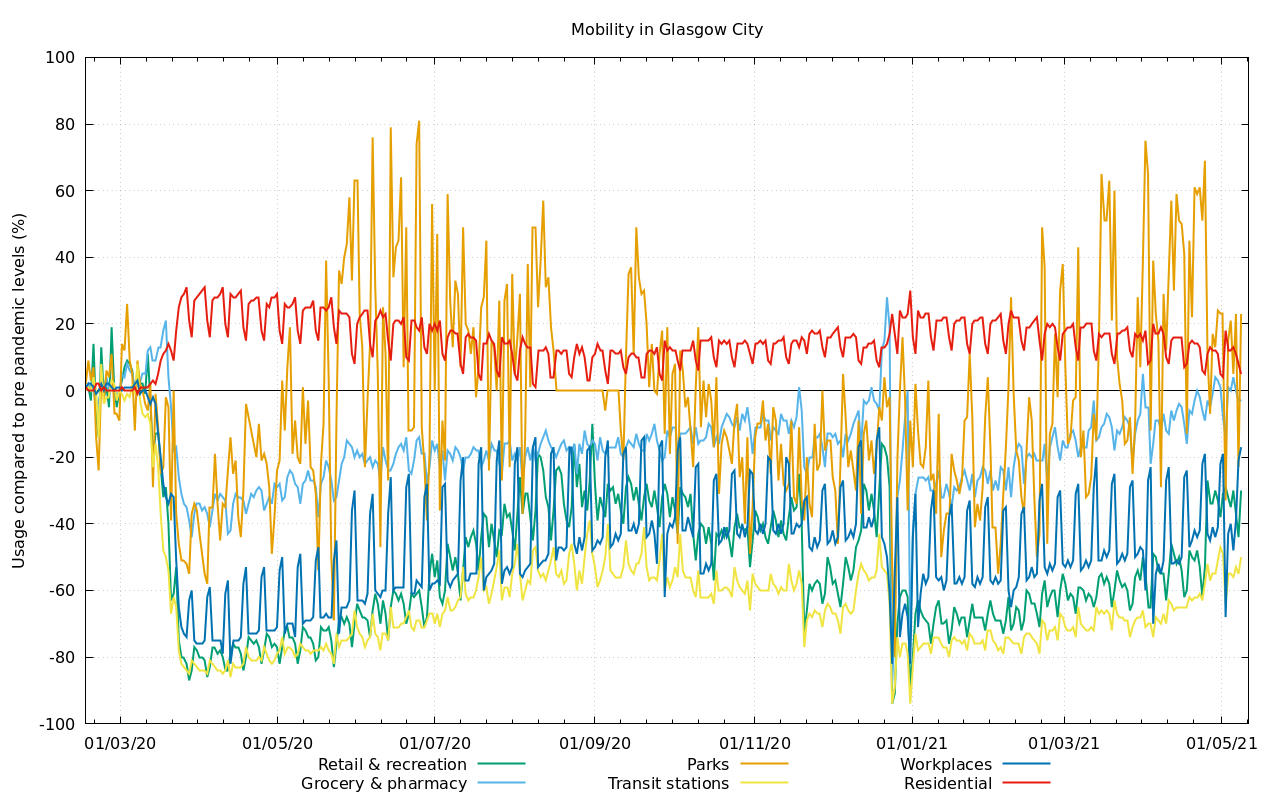 Mobility in Glasgow City
Usage compared to pre pandemic levels (%)
100
80
60
40
20
0
-20
-40
-60
-80
-100
01/03/20 01/05/20 01/07/20 01/09/20 01/11/20 01/01/21 01/03/21 01/05/21
Retail & recreation Parks Workplaces
Grocery & pharmacy Transit stations Residential